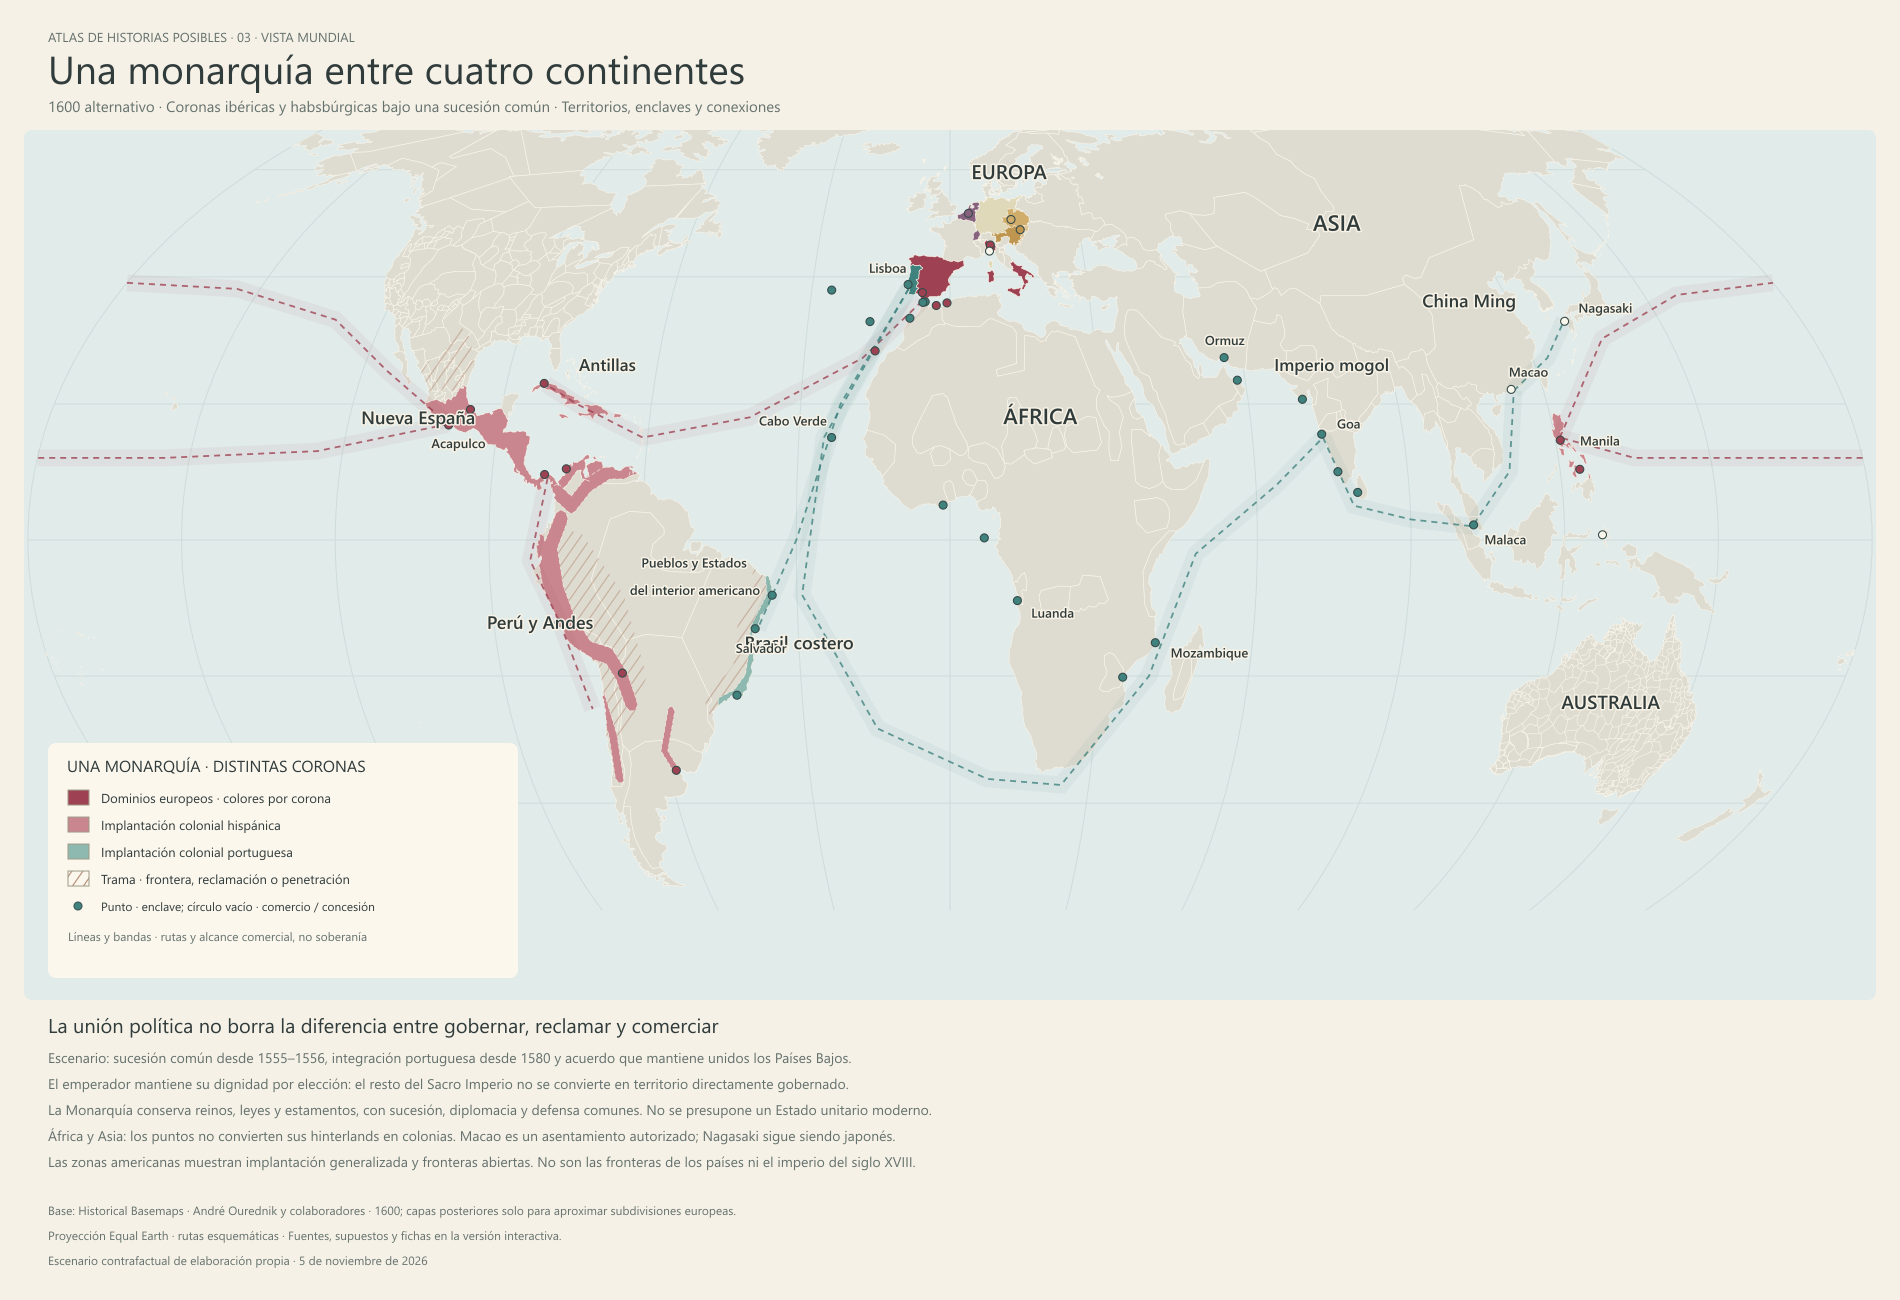 ATLAS DE HISTORIAS POSIBLES · 03 · VISTA MUNDIAL
Una monarquía entre cuatro continentes
1600 alternativo · Coronas ibéricas y habsbúrgicas bajo una sucesión común · Territorios, enclaves y conexiones
EUROPA
ASIA
Lisboa
China Ming
Nagasaki
Ormuz
Antillas
Imperio mogol
Macao
Nueva España
Cabo Verde
ÁFRICA
Goa
Acapulco
Manila
Malaca
Pueblos y Estados
del interior americano
Luanda
Perú y Andes
Brasil costero
Salvador
Mozambique
AUSTRALIA
UNA MONARQUÍA · DISTINTAS CORONAS
Dominios europeos · colores por corona
Implantación colonial hispánica
Implantación colonial portuguesa
Trama · frontera, reclamación o penetración
Punto · enclave; círculo vacío · comercio / concesión
Líneas y bandas · rutas y alcance comercial, no soberanía
La unión política no borra la diferencia entre gobernar, reclamar y comerciar
Escenario: sucesión común desde 1555–1556, integración portuguesa desde 1580 y acuerdo que mantiene unidos los Países Bajos.
El emperador mantiene su dignidad por elección: el resto del Sacro Imperio no se convierte en territorio directamente gobernado.
La Monarquía conserva reinos, leyes y estamentos, con sucesión, diplomacia y defensa comunes. No se presupone un Estado unitario moderno.
África y Asia: los puntos no convierten sus hinterlands en colonias. Macao es un asentamiento autorizado; Nagasaki sigue siendo japonés.
Las zonas americanas muestran implantación generalizada y fronteras abiertas. No son las fronteras de los países ni el imperio del siglo XVIII.
Base: Historical Basemaps · André Ourednik y colaboradores · 1600; capas posteriores solo para aproximar subdivisiones europeas.
Proyección Equal Earth · rutas esquemáticas · Fuentes, supuestos y fichas en la versión interactiva.
Escenario contrafactual de elaboración propia · 5 de noviembre de 2026